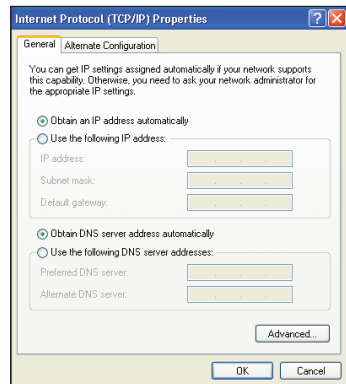 Internet Protocol (TCP/IP) Properties
General
Alternate Configuration
You can get IP settings assigned automatically if your network supports
this capability. Otherwise, you need to ask your network administrator for
the appropriate IP settings.
Obtain an IP address automatically
Use the following IP address:
IP address:
Subnet mask:
Default gateway:
Obtain DNS server address automatically
Use the following DNS server addresses:
Preferred DNS server:
Alternate DNS server:
Advanced...
OK
Cancel